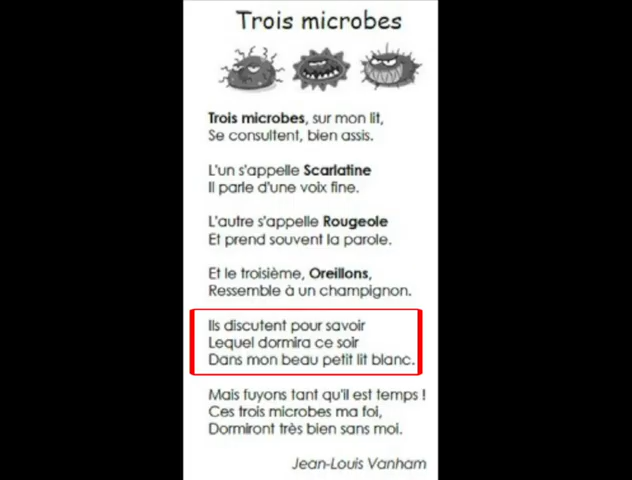 Trois microbes
Trois microbes, sur mon lit,
Se consultent, bien assis.
L'un s'appelle Scarlatine
Il parle d'une voix fine.
L'autre s'appelle Rougeole
Et prend souvent la parole.
Et le troisième, Oreillons,
Ressemble à un champignon.
Ils discutent pour savoir
Lequel dormira ce soir
Dans mon beau petit lit blanc.
Mais fuyons tant qu'il est temps !
Ces trois microbes ma foi,
Dormiront très bien sans moi.
Jean-Louis Vanham